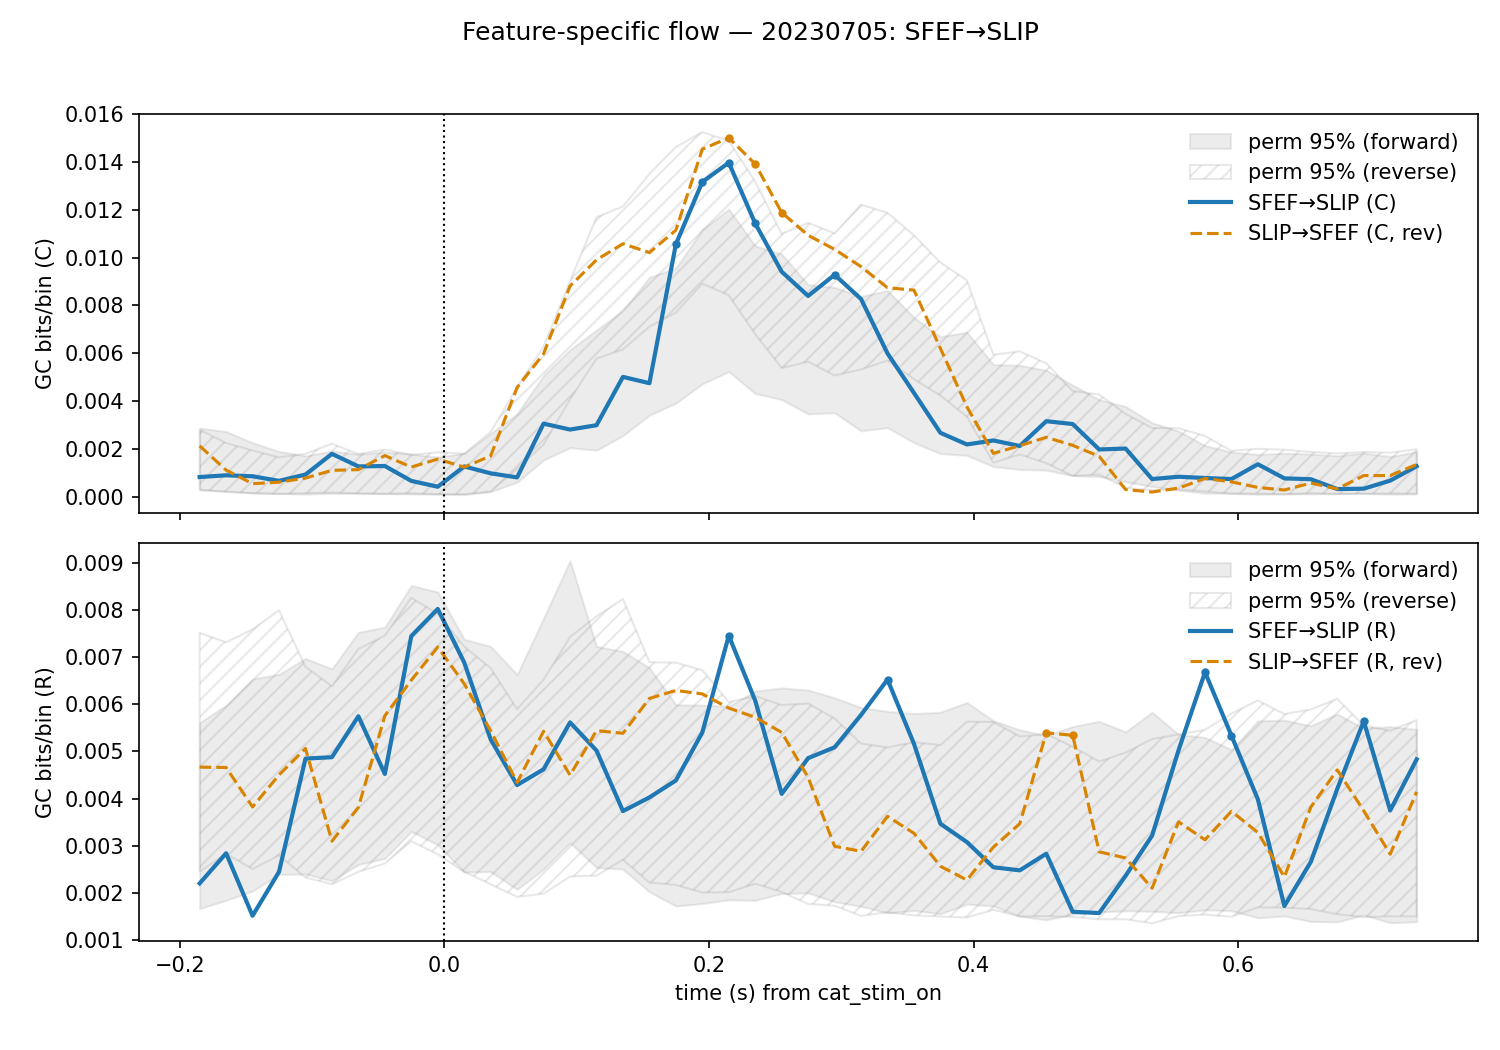 Feature-specific flow — 20230705: SFEF→SLIP
0.016
0.014
0.012
0.010
0.008
0.006
0.004
0.002
0.000
GC bits/bin (C)
perm 95% (forward)
perm 95% (reverse)
SFEF→SLIP (C)
SLIP→SFEF (C, rev)
0.009
0.008
0.007
0.006
0.005
0.004
0.003
0.002
0.001
GC bits/bin (R)
perm 95% (forward)
perm 95% (reverse)
SFEF→SLIP (R)
SLIP→SFEF (R, rev)
−0.2 0.0 0.2 0.4 0.6
time (s) from cat_stim_on